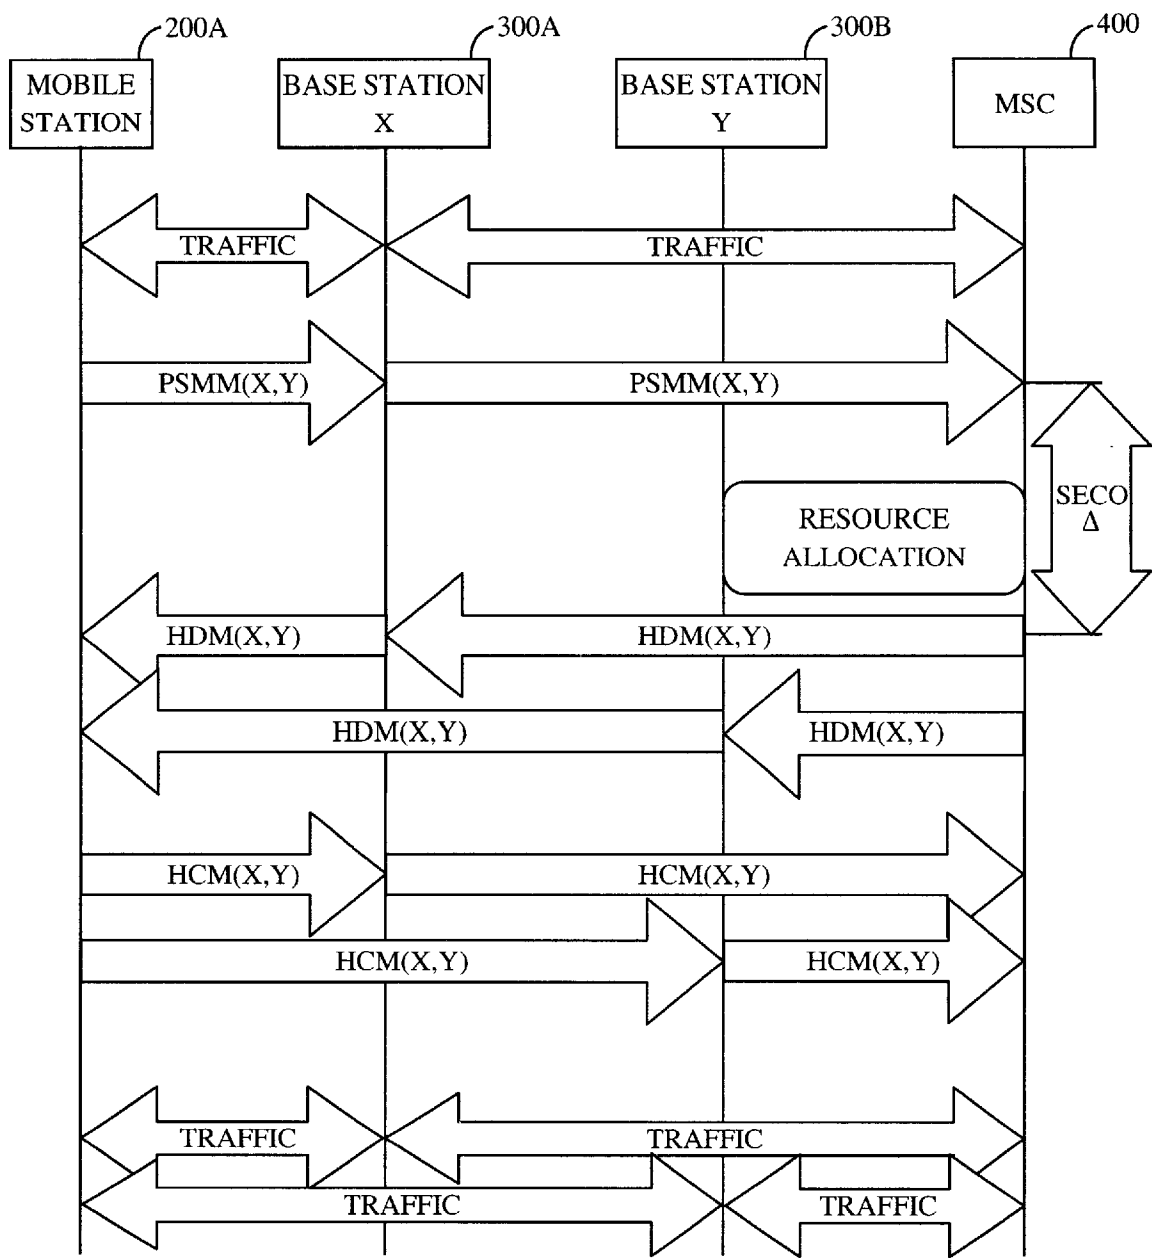 200A
300A
300B
400
MOBILE
STATION
BASE STATION
X
BASE STATION
Y
MSC
TRAFFIC
TRAFFIC
PSMM(X,Y)
PSMM(X,Y)
SECO
Δ
RESOURCE
ALLOCATION
HDM(X,Y)
HDM(X,Y)
HDM(X,Y)
HDM(X,Y)
HCM(X,Y)
HCM(X,Y)
HCM(X,Y)
HCM(X,Y)
TRAFFIC
TRAFFIC
TRAFFIC
TRAFFIC